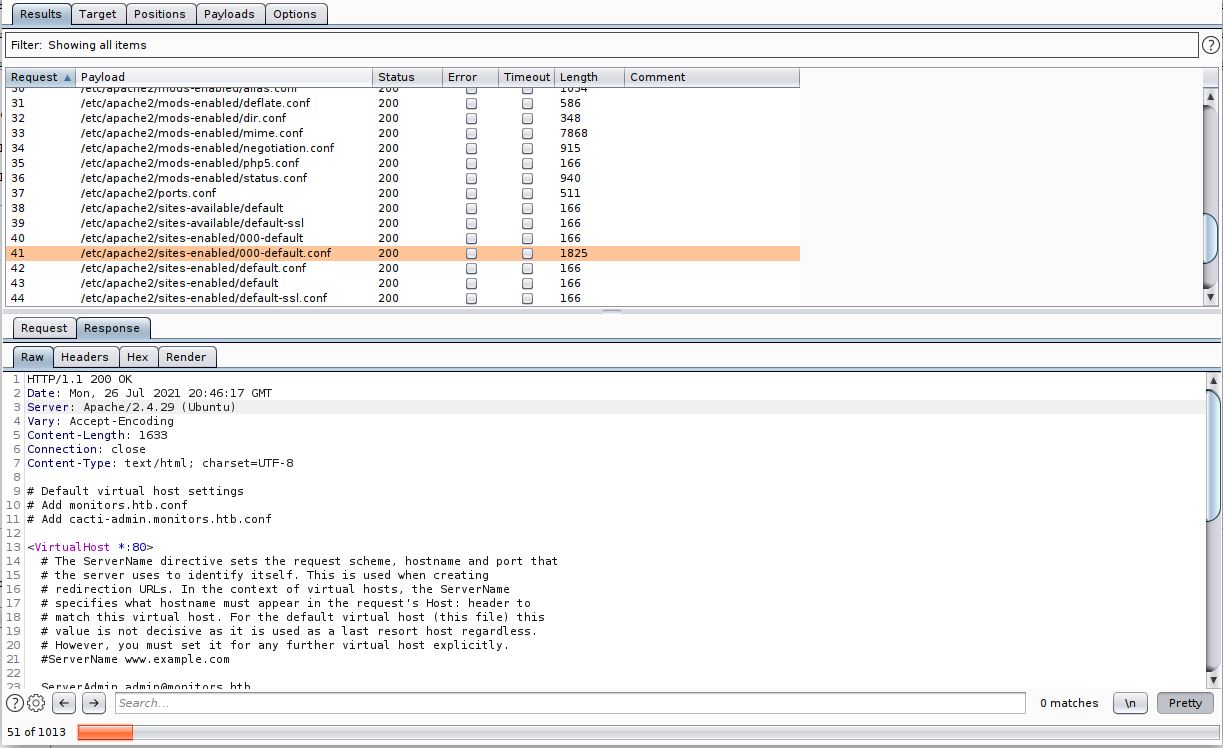 Results Target Positions Payloads Options
Filter: Showing all items ?
Request Payload Status Error Timeout Length Comment
30 /etc/apache2/mods-enabled/alias.conf 200 1034
31 /etc/apache2/mods-enabled/deflate.conf 200 586
32 /etc/apache2/mods-enabled/dir.conf 200 348
33 /etc/apache2/mods-enabled/mime.conf 200 7868
34 /etc/apache2/mods-enabled/negotiation.conf 200 915
35 /etc/apache2/mods-enabled/php5.conf 200 166
36 /etc/apache2/mods-enabled/status.conf 200 940
37 /etc/apache2/ports.conf 200 511
38 /etc/apache2/sites-available/default 200 166
39 /etc/apache2/sites-available/default-ssl 200 166
40 /etc/apache2/sites-enabled/000-default 200 166
41 /etc/apache2/sites-enabled/000-default.conf 200 1825
42 /etc/apache2/sites-enabled/default.conf 200 166
43 /etc/apache2/sites-enabled/default 200 166
44 /etc/apache2/sites-enabled/default-ssl.conf 200 166
Request Response
Raw Headers Hex Render
1 HTTP/1.1 200 OK
2 Date: Mon, 26 Jul 2021 20:46:17 GMT
3 Server: Apache/2.4.29 (Ubuntu)
4 Vary: Accept-Encoding
5 Content-Length: 1633
6 Connection: close
7 Content-Type: text/html; charset=UTF-8
8
9 # Default virtual host settings
10 # Add monitors.htb.conf
11 # Add cacti-admin.monitors.htb.conf
12
13 <VirtualHost *:80>
14 # The ServerName directive sets the request scheme, hostname and port that
15 # the server uses to identify itself. This is used when creating
16 # redirection URLs. In the context of virtual hosts, the ServerName
17 # specifies what hostname must appear in the request's Host: header to
18 # match this virtual host. For the default virtual host (this file) this
19 # value is not decisive as it is used as a last resort host regardless.
20 # However, you must set it for any further virtual host explicitly.
21 #ServerName www.example.com
22
23 ServerAdmin admin@monitors.htb
? ← → Search... 0 matches \n Pretty
51 of 1013